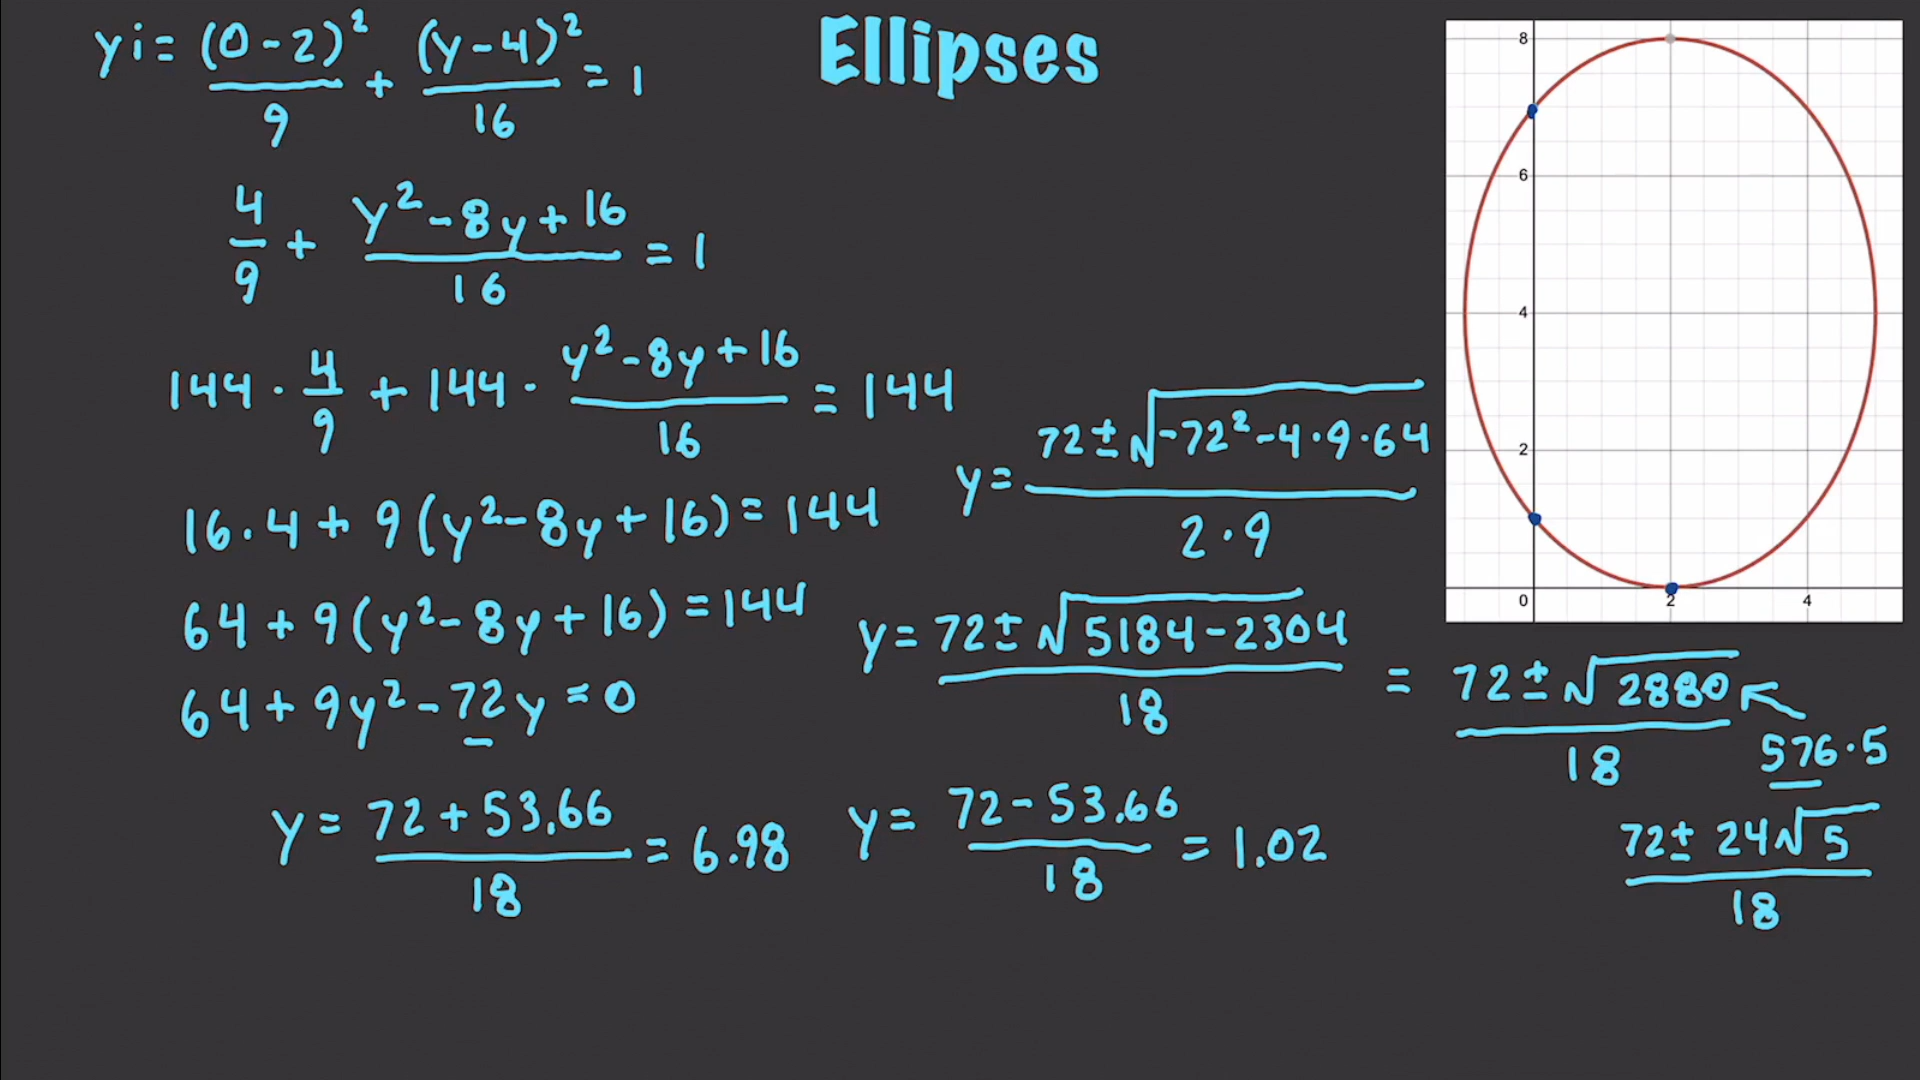 Ellipses
yi = (0-2)²/9 + (y-4)²/16 = 1
4/9 + y²-8y+16/16 = 1
144 · 4/9 + 144 · y²-8y+16/16 = 144
16·4 + 9(y²-8y+16) = 144
64 + 9(y²-8y+16) = 144
64 + 9y² - 72y = 0
y = 72 ± √-72²-4·9·64 / 2·9
y = 72 ± √5184-2304 / 18 = 72 ± √2880 / 18
576·5
72 ± 24√5 / 18
y = 72+53.66/18 = 6.98
y = 72-53.66/18 = 1.02
8
6
4
2
0 2 4